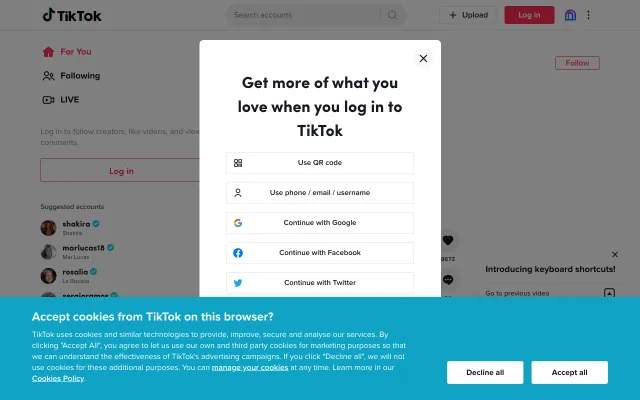 TikTok
Search accounts
Upload
Log in
For You
Following
LIVE
Log in to follow creators, like videos, and view
comments.
Log in
Suggested accounts
shakira
Shakira
marlucas18
Mar Lucas
rosalia
La Rosalía
sergioramos
Follow
8672
Get more of what you
love when you log in to
TikTok
Use QR code
Use phone / email / username
Continue with Google
Continue with Facebook
Continue with Twitter
Introducing keyboard shortcuts!
Go to previous video
Accept cookies from TikTok on this browser?
TikTok uses cookies and similar technologies to provide, improve, secure and analyse our services. By
clicking "Accept All", you agree to let us use our own and third party cookies for marketing purposes so that
we can understand the effectiveness of TikTok's advertising campaigns. If you click "Decline all", we will
not use cookies for these additional purposes. You can manage your cookies at any time. Learn more in our
Cookies Policy.
Decline all
Accept all